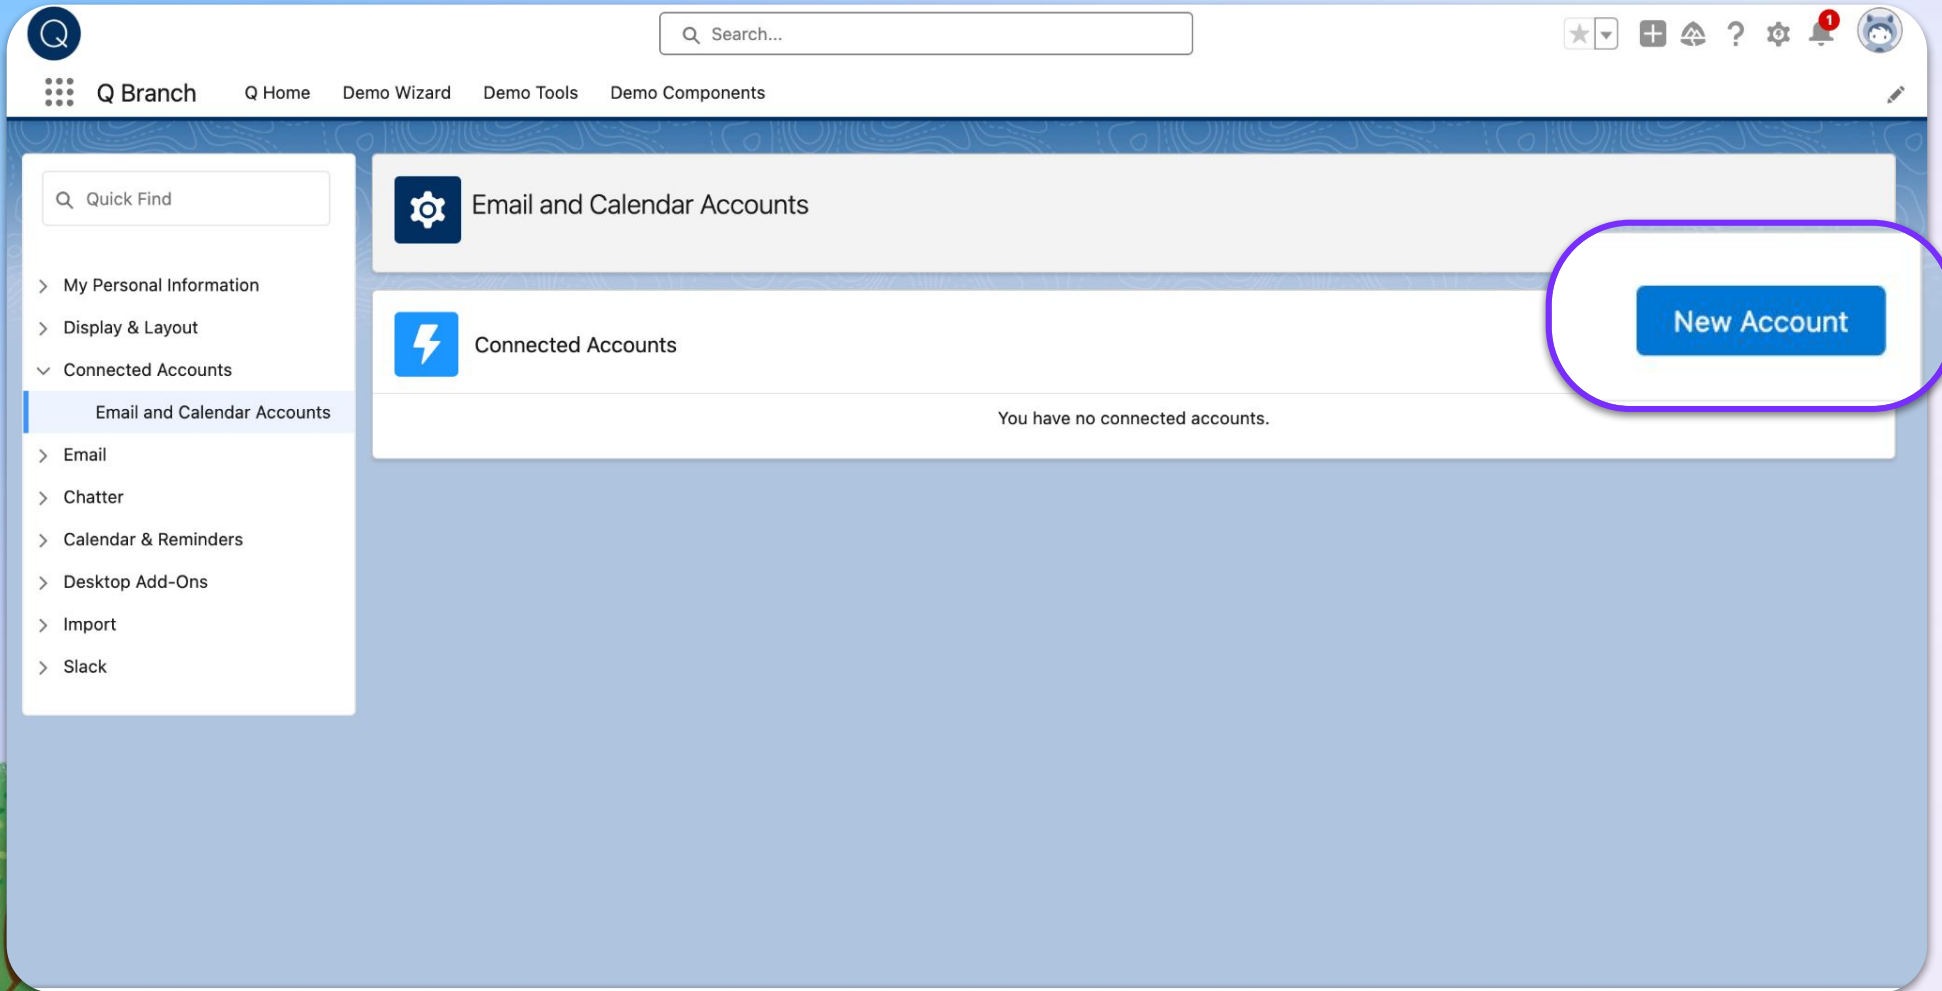 Q
Search...
1
Q Branch
Q Home
Demo Wizard
Demo Tools
Demo Components
Quick Find
My Personal Information
Display & Layout
Connected Accounts
Email and Calendar Accounts
Email
Chatter
Calendar & Reminders
Desktop Add-Ons
Import
Slack
Email and Calendar Accounts
Connected Accounts
New Account
You have no connected accounts.